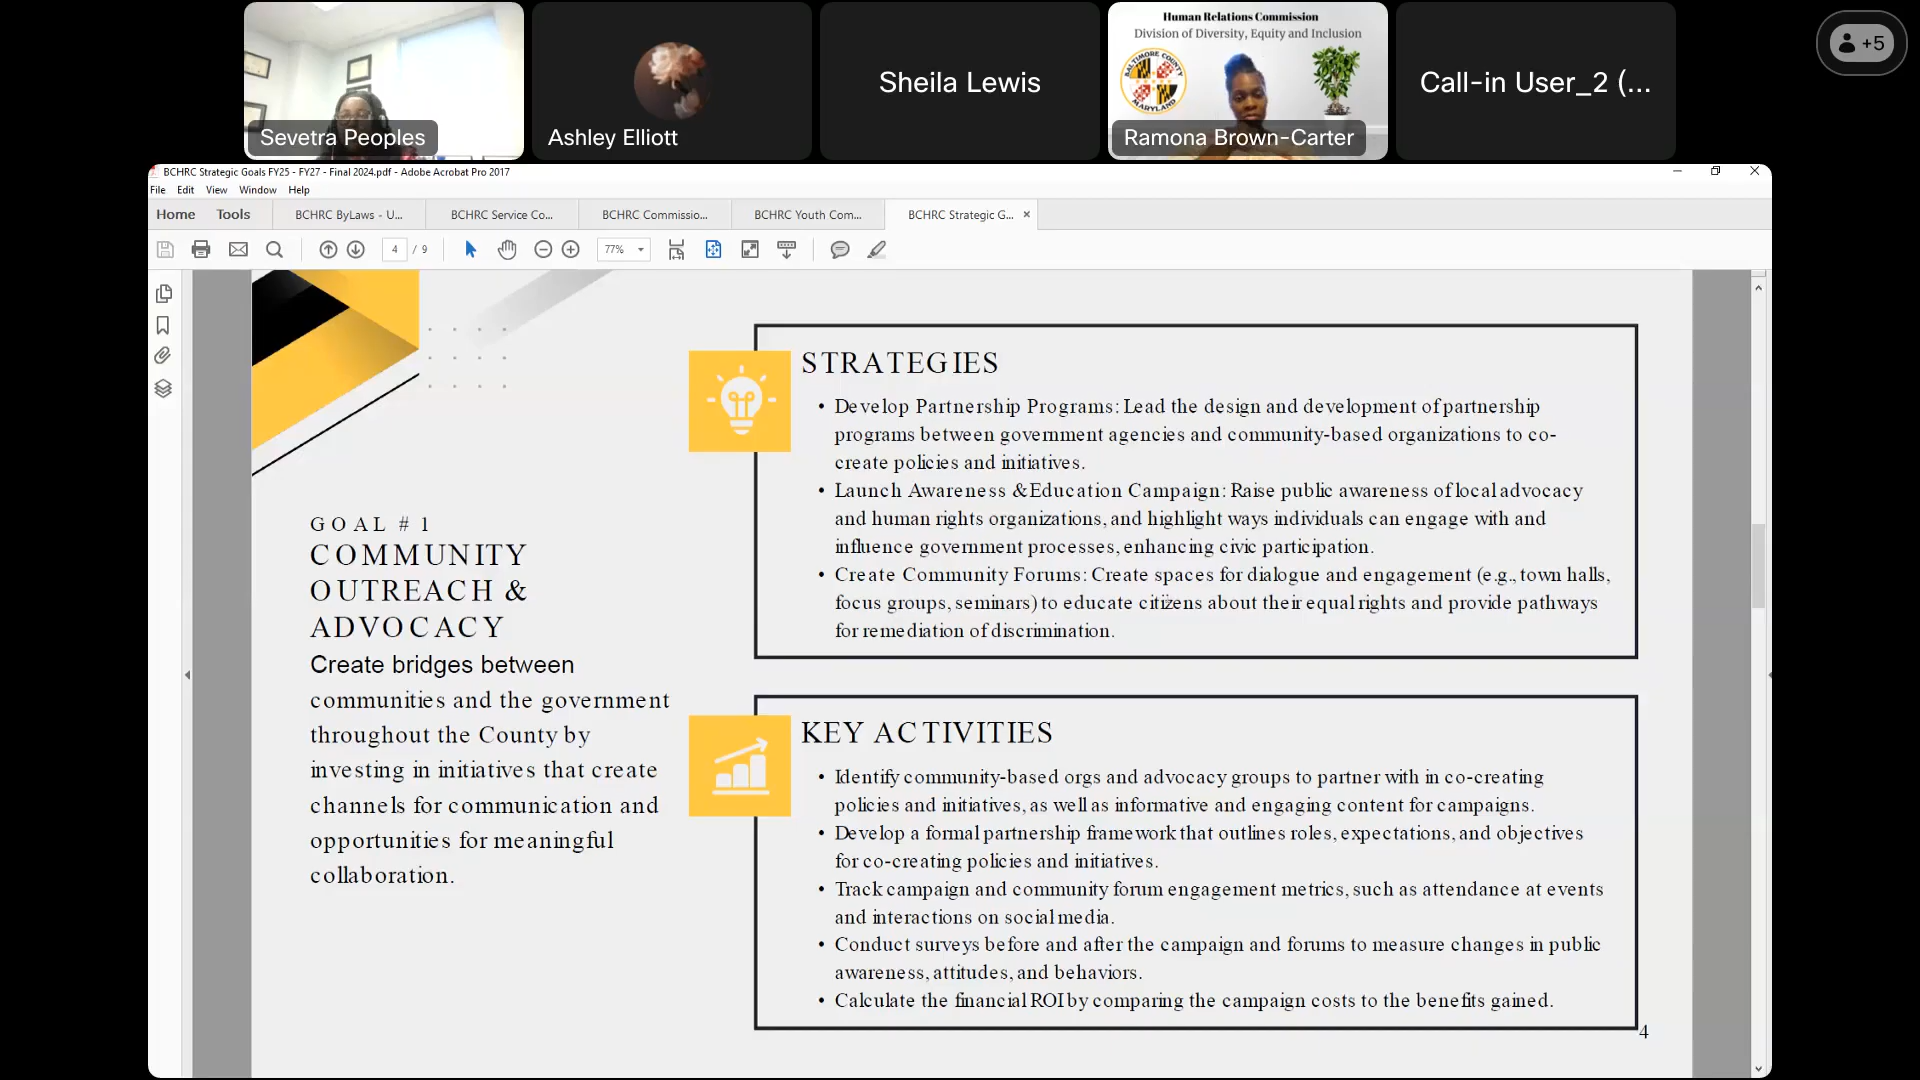 Human Relations Commission
Division of Diversity, Equity and Inclusion
BALTIMORE COUNTY
MARYLAND
Sevetra Peoples
Ashley Elliott
Sheila Lewis
Ramona Brown-Carter
Call-in User_2 (...
+5
BCHRC Strategic Goals FY25 - FY27 - Final 2024.pdf - Adobe Acrobat Pro 2017
File Edit View Window Help
Home Tools BCHRC ByLaws - U... BCHRC Service Co... BCHRC Commissio... BCHRC Youth Com... BCHRC Strategic G...
4 / 9 77%
GOAL # 1
COMMUNITY
OUTREACH &
ADVOCACY
Create bridges between
communities and the government
throughout the County by
investing in initiatives that create
channels for communication and
opportunities for meaningful
collaboration.
STRATEGIES
• Develop Partnership Programs: Lead the design and development of partnership
programs between government agencies and community-based organizations to co-
create policies and initiatives.
• Launch Awareness & Education Campaign: Raise public awareness of local advocacy
and human rights organizations, and highlight ways individuals can engage with and
influence government processes, enhancing civic participation.
• Create Community Forums: Create spaces for dialogue and engagement (e.g., town halls,
focus groups, seminars) to educate citizens about their equal rights and provide pathways
for remediation of discrimination.
KEY ACTIVITIES
• Identify community-based orgs and advocacy groups to partner with in co-creating
policies and initiatives, as well as informative and engaging content for campaigns.
• Develop a formal partnership framework that outlines roles, expectations, and objectives
for co-creating policies and initiatives.
• Track campaign and community forum engagement metrics, such as attendance at events
and interactions on social media.
• Conduct surveys before and after the campaign and forums to measure changes in public
awareness, attitudes, and behaviors.
• Calculate the financial ROI by comparing the campaign costs to the benefits gained.
4